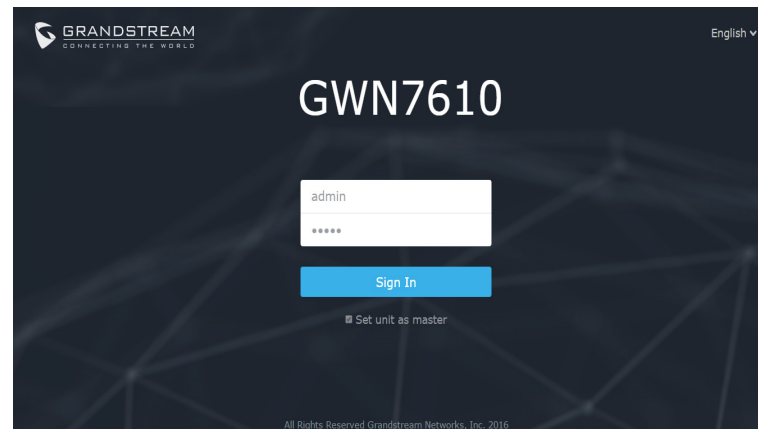 GRANDSTREAM
CONNECTING THE WORLD
English
GWN7610
admin
•••••
Sign In
Set unit as master
All Rights Reserved Grandstream Networks, Inc. 2016